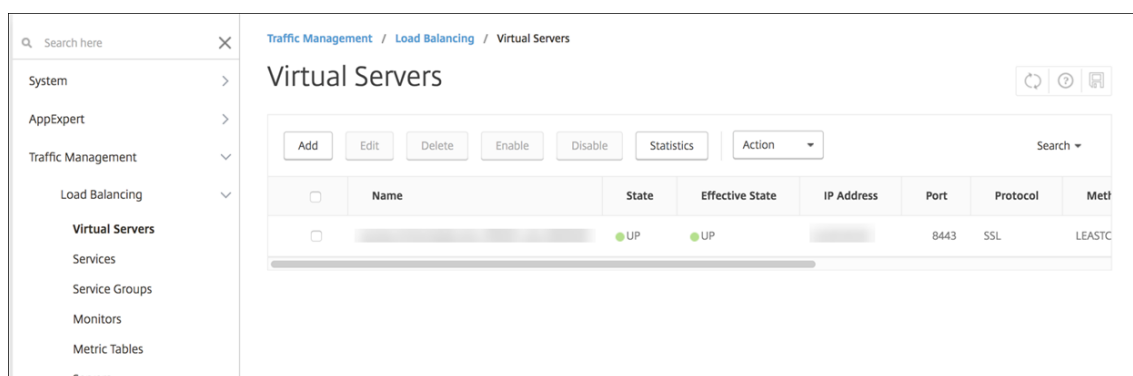 Search here
System
AppExpert
Traffic Management
Load Balancing
Virtual Servers
Services
Service Groups
Monitors
Metric Tables
Traffic Management / Load Balancing / Virtual Servers
Virtual Servers
Add Edit Delete Enable Disable Statistics Action Search
Name State Effective State IP Address Port Protocol Meth
UP UP 8443 SSL LEASTC